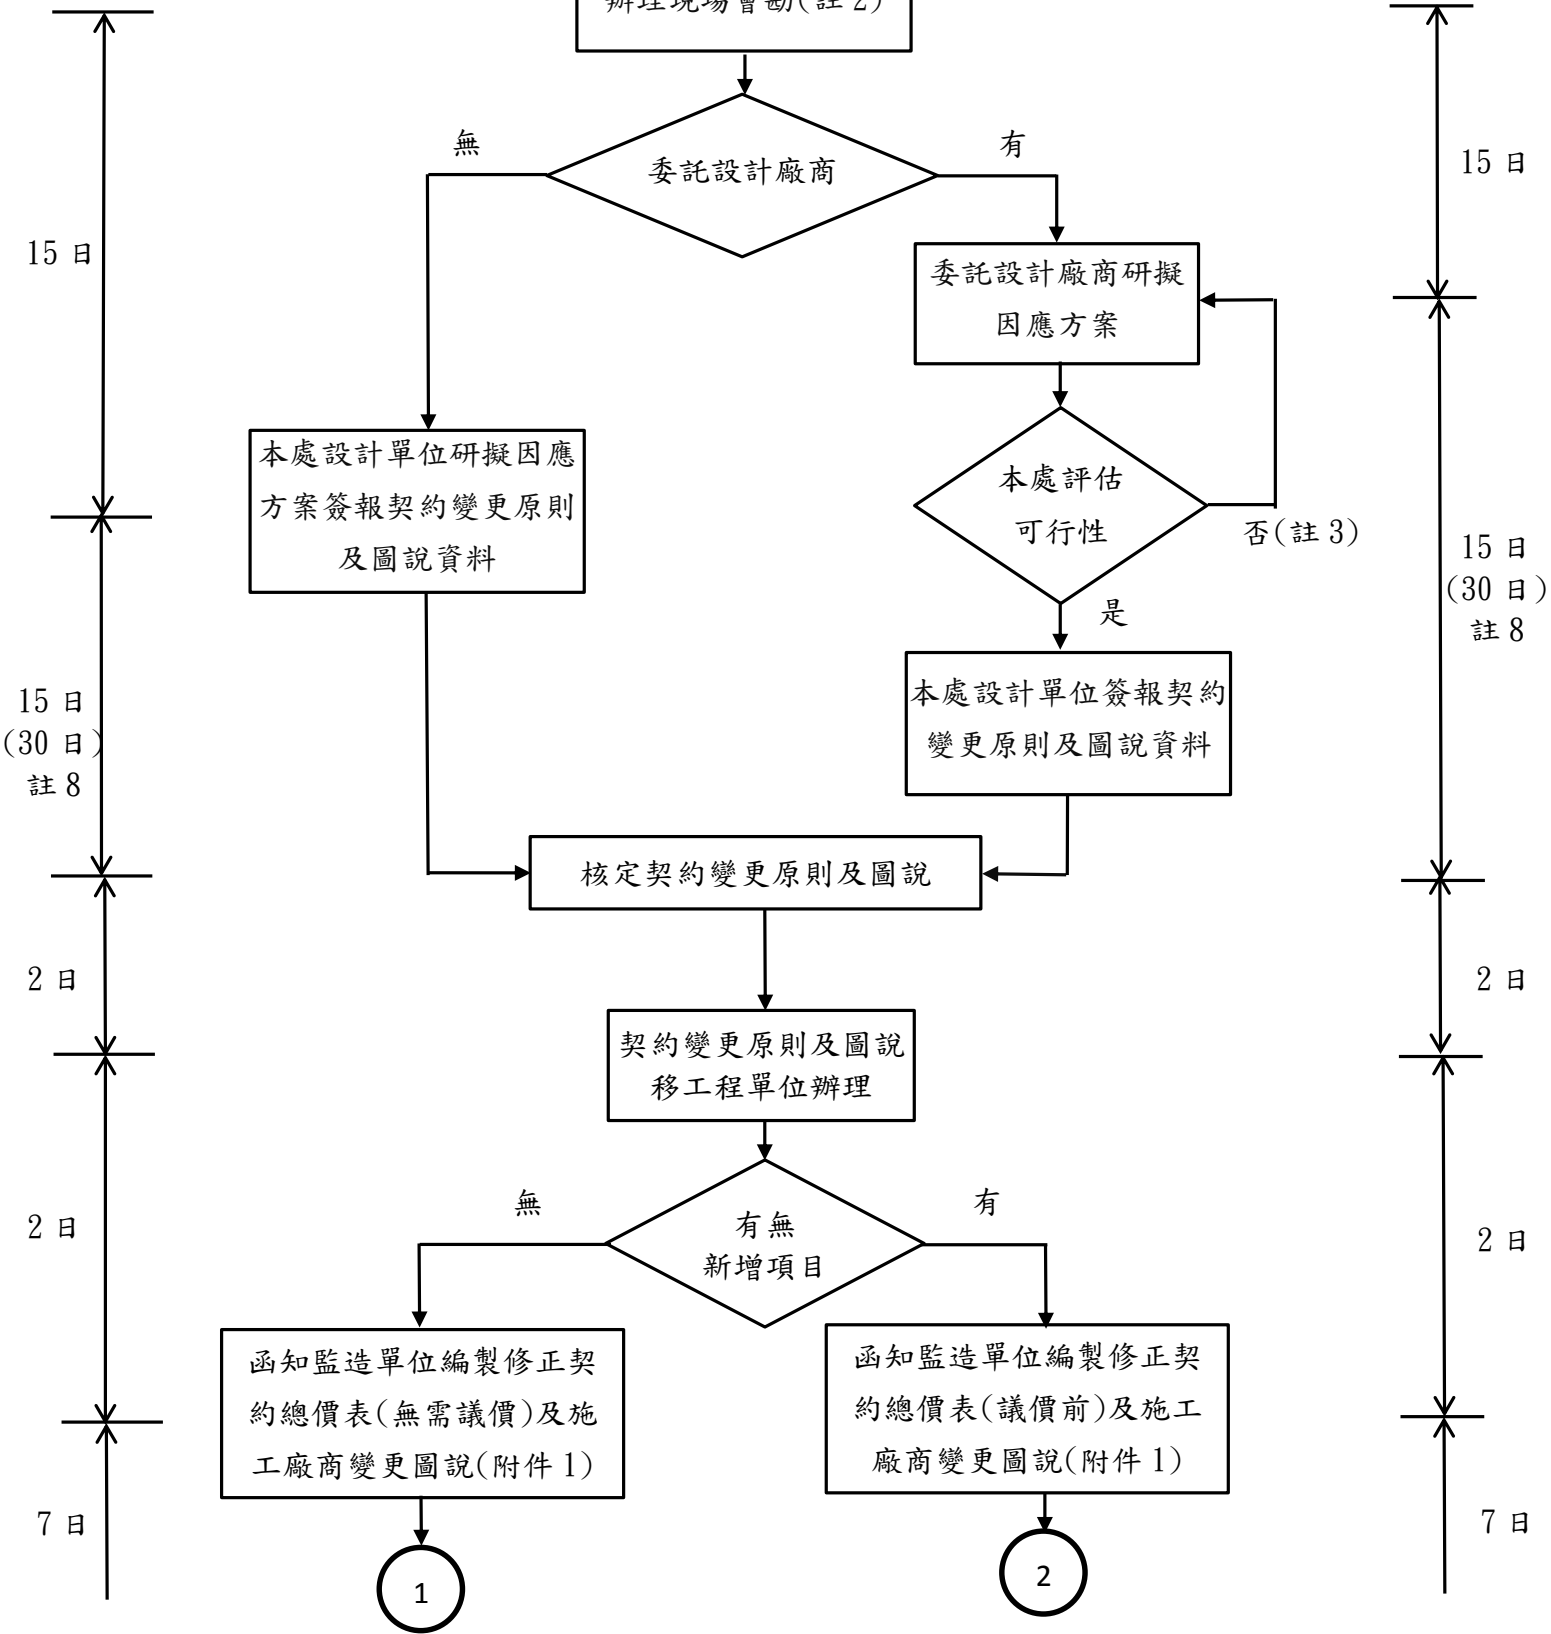 辦理現場會勘(註 2)
無
有
委託設計廠商
15 日
15 日
委託設計廠商研擬
因應方案
本處設計單位研擬因應
方案簽報契約變更原則
及圖說資料
本處評估
可行性
否(註 3)
是
15 日
(30 日)
註 8
15 日
(30 日)
註 8
本處設計單位簽報契約
變更原則及圖說資料
核定契約變更原則及圖說
2 日
2 日
契約變更原則及圖說
移工程單位辦理
無
有
有無
新增項目
2 日
2 日
函知監造單位編製修正契
約總價表(無需議價)及施
工廠商變更圖說(附件 1)
函知監造單位編製修正契
約總價表(議價前)及施工
廠商變更圖說(附件 1)
7 日
7 日
1
2